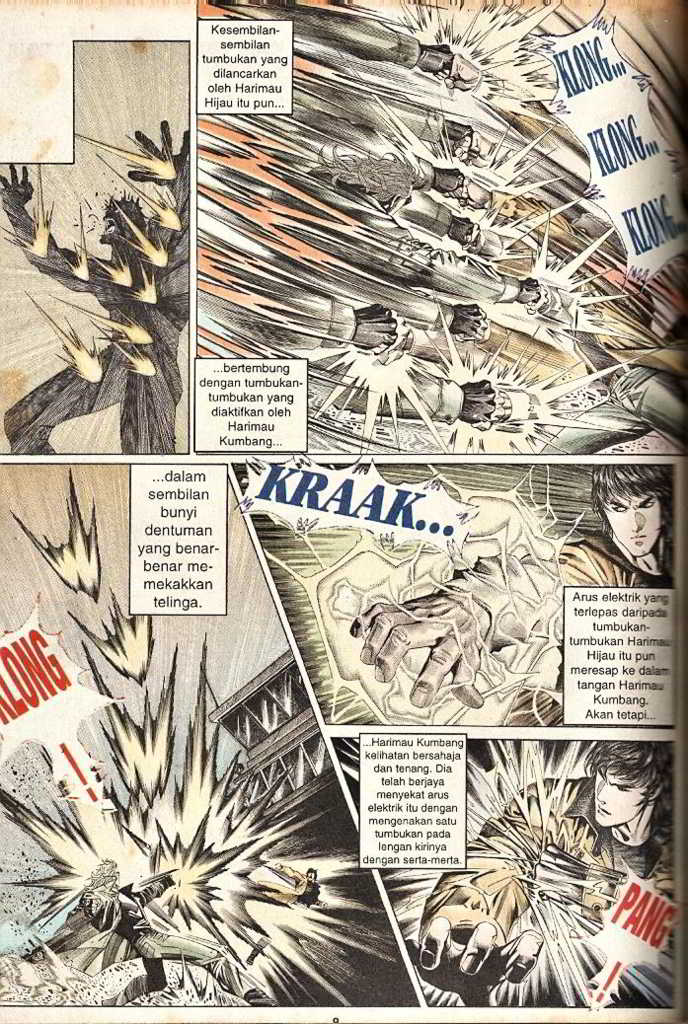 Kesembilan-
sembilan
tumbukan yang
dilancarkan
oleh Harimau
Hijau itu pun...
KLONG...
KLONG...
KLONG...
...bertembung
dengan tumbukan-
tumbukan yang
diaktifkan oleh
Harimau
Kumbang...
...dalam
sembilan
bunyi
dentuman
yang benar-
benar me-
mekakkan
telinga.
KLONG
!
KRAAK...
Arus elektrik yang
terlepas daripada
tumbukan-
tumbukan Harimau
Hijau itu pun
meresap ke dalam
tangan Harimau
Kumbang.
Akan tetapi...
...Harimau Kumbang
kelihatan bersahaja
dan tenang. Dia
telah berjaya
menyekat arus
elektrik itu dengan
mengenakan satu
tumbukan pada
lengan kirinya
dengan serta-merta.
PANG
!